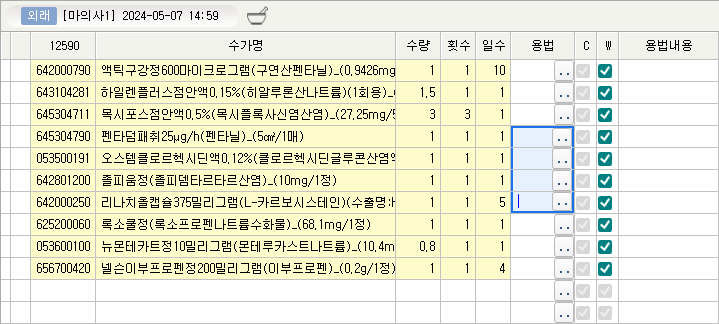 외래 [마의사1] 2024-05-07 14:59
12590 수가명 수량 횟수 일수 용법 C W 용법내용
642000790 액틱구강정600마이크로그램(구연산펜타닐)_(0,9426mg 1 1 10 ..
643104281 하일렌플러스점안액0,15%(히알루론산나트륨)(1회용)_( 1,5 1 1 ..
645304711 목시포스점안액0,5%(목시플록사신염산염)_(27,25mg/5 3 3 1 ..
645304790 펜타덤패취25μg/h(펜타닐)_(5㎠/1매) 1 1 1 ..
053500191 오스템클로르헥시딘액0,12%(클로르헥시딘글루콘산염액 1 1 1 ..
642801200 졸피움정(졸피뎀타르타르산염)_(10mg/1정) 1 1 1 ..
642000250 리나치올캡슐375밀리그램(L-카르보시스테인)(수출명: 1 1 5 ..
625200060 록소쿨정(록소프로펜나트륨수화물)_(68,1mg/1정) 1 1 1 ..
053600100 뉴몬테카트정10밀리그램(몬테루카스트나트륨)_(10,4m 0,8 1 1 ..
656700420 넬슨이부프로펜정200밀리그램(이부프로펜)_(0,2g/1정) 1 1 4 ..
..
..